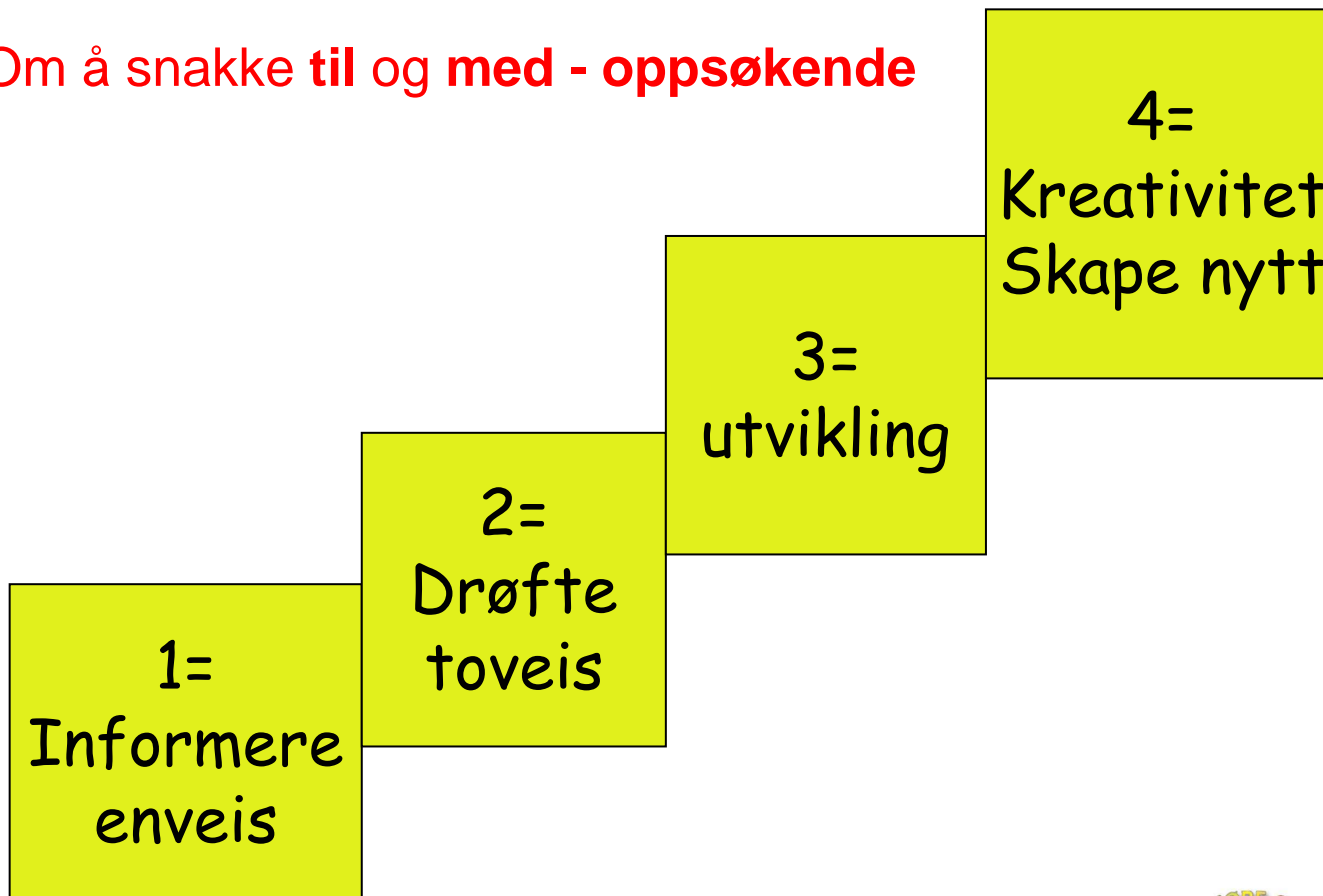 Om å snakke til og med - oppsøkende
4=
Kreativitet
Skape nytt
3=
utvikling
2=
Drøfte
toveis
1=
Informere
enveis